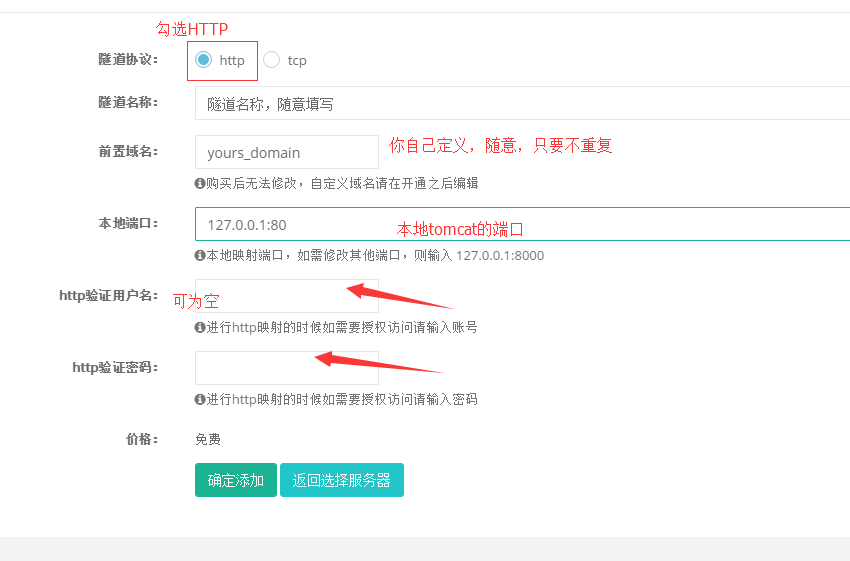 勾选HTTP
隧道协议： http tcp
隧道名称： 隧道名称，随意填写
前置域名： yours_domain 你自己定义，随意，只要不重复
购买后无法修改，自定义域名请在开通之后编辑
本地端口： 127.0.0.1:80 本地tomcat的端口
本地映射端口，如需修改其他端口，则输入 127.0.0.1:8000
http验证用户名： 可为空
进行http映射的时候如需要授权访问请输入账号
http验证密码：
进行http映射的时候如需要授权访问请输入密码
价格： 免费
确定添加 返回选择服务器